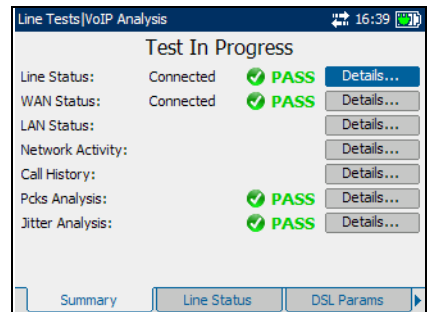 Line Tests|VoIP Analysis 16:39
Test In Progress
Line Status: Connected PASS Details...
WAN Status: Connected PASS Details...
LAN Status: Details...
Network Activity: Details...
Call History: Details...
Pcks Analysis: PASS Details...
Jitter Analysis: PASS Details...
Summary Line Status DSL Params